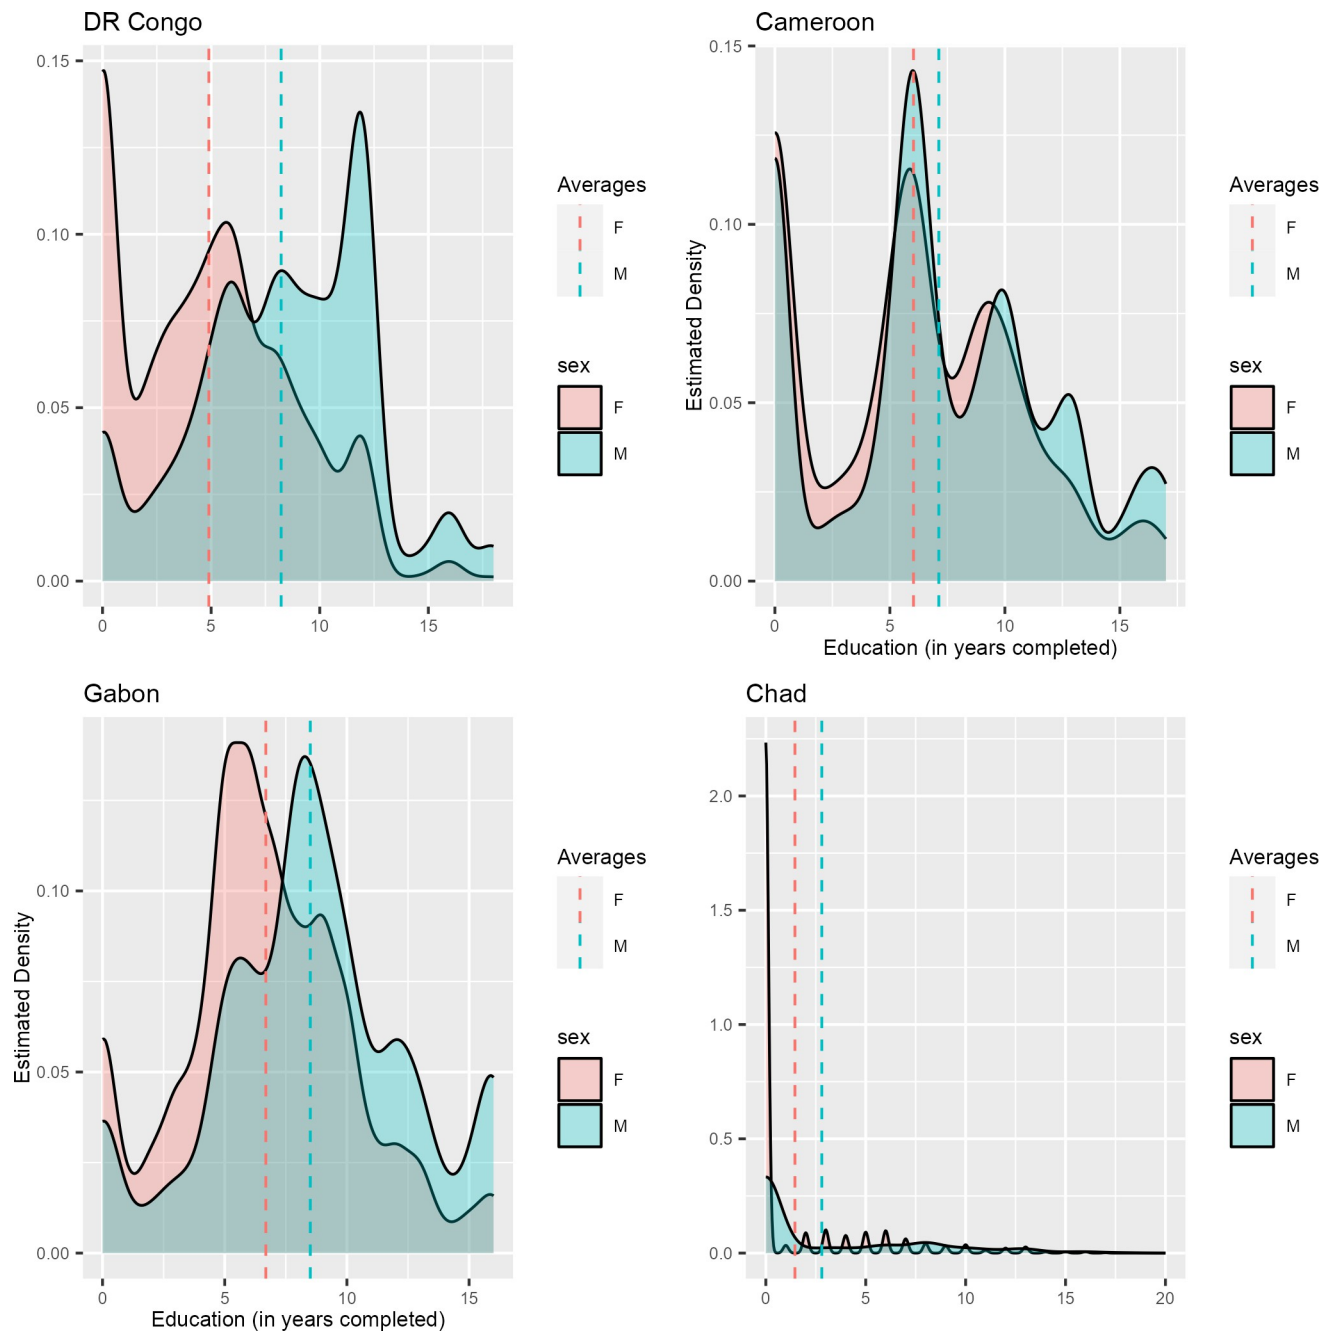 DR Congo
0.15
0.10
0.05
0.00
0 5 10 15
Averages
F
M
sex
F
M
Cameroon
Estimated Density
0.15
0.10
0.05
0.00
0 5 10 15
Education (in years completed)
Averages
F
M
sex
F
M
Gabon
Estimated Density
0.10
0.05
0.00
0 5 10 15
Education (in years completed)
Averages
F
M
sex
F
M
Chad
2.0
1.5
1.0
0.5
0.0
0 5 10 15 20
Averages
F
M
sex
F
M